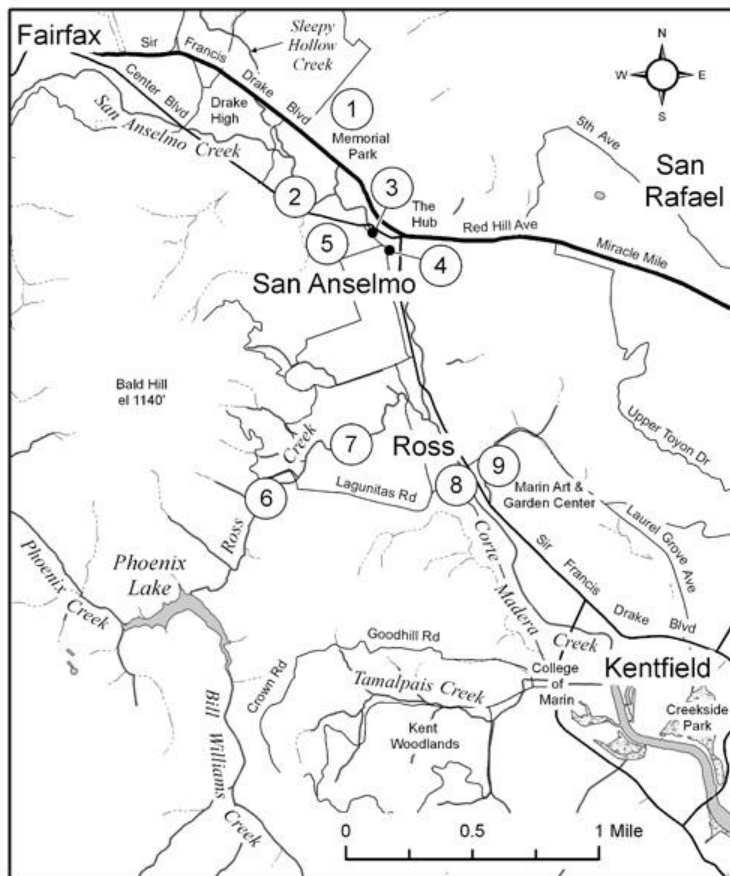 Fairfax
Sir Francis Drake Blvd
Sleepy
Hollow
Creek
N
W E
S
Center Blvd
Drake
High
San Anselmo Creek
1
Memorial
Park
5th Ave
San
Rafael
2
3
The
Hub
Red Hill Ave
Miracle Mile
5
4
San Anselmo
Bald Hill
el 1140'
Upper Toyon Dr
7
Ross
9
6
Ross Creek
Lagunitas Rd
8
Marin Art &
Garden Center
Laurel Grove Ave
Phoenix
Lake
Phoenix Creek
Corte Madera Creek
Sir Francis Drake Blvd
Goodhill Rd
Crown Rd
Tamalpais Creek
College
of
Marin
Kentfield
Creekside
Park
Kent
Woodlands
Bill Williams Creek
0 0.5 1 Mile